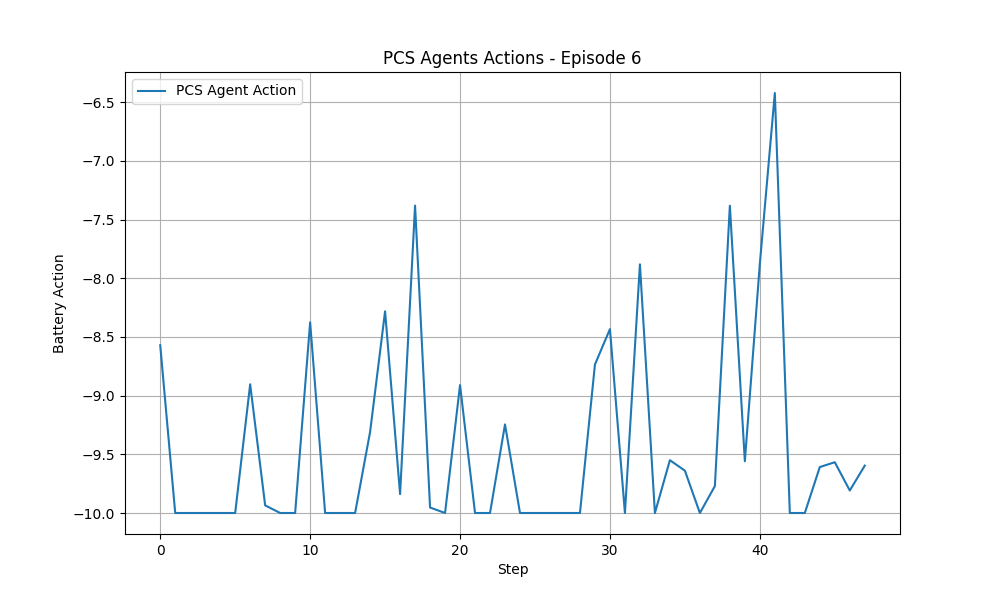 PCS Agents Actions - Episode 6
PCS Agent Action
−6.5
−7.0
−7.5
−8.0
−8.5
−9.0
−9.5
−10.0
Battery Action
0 10 20 30 40
Step